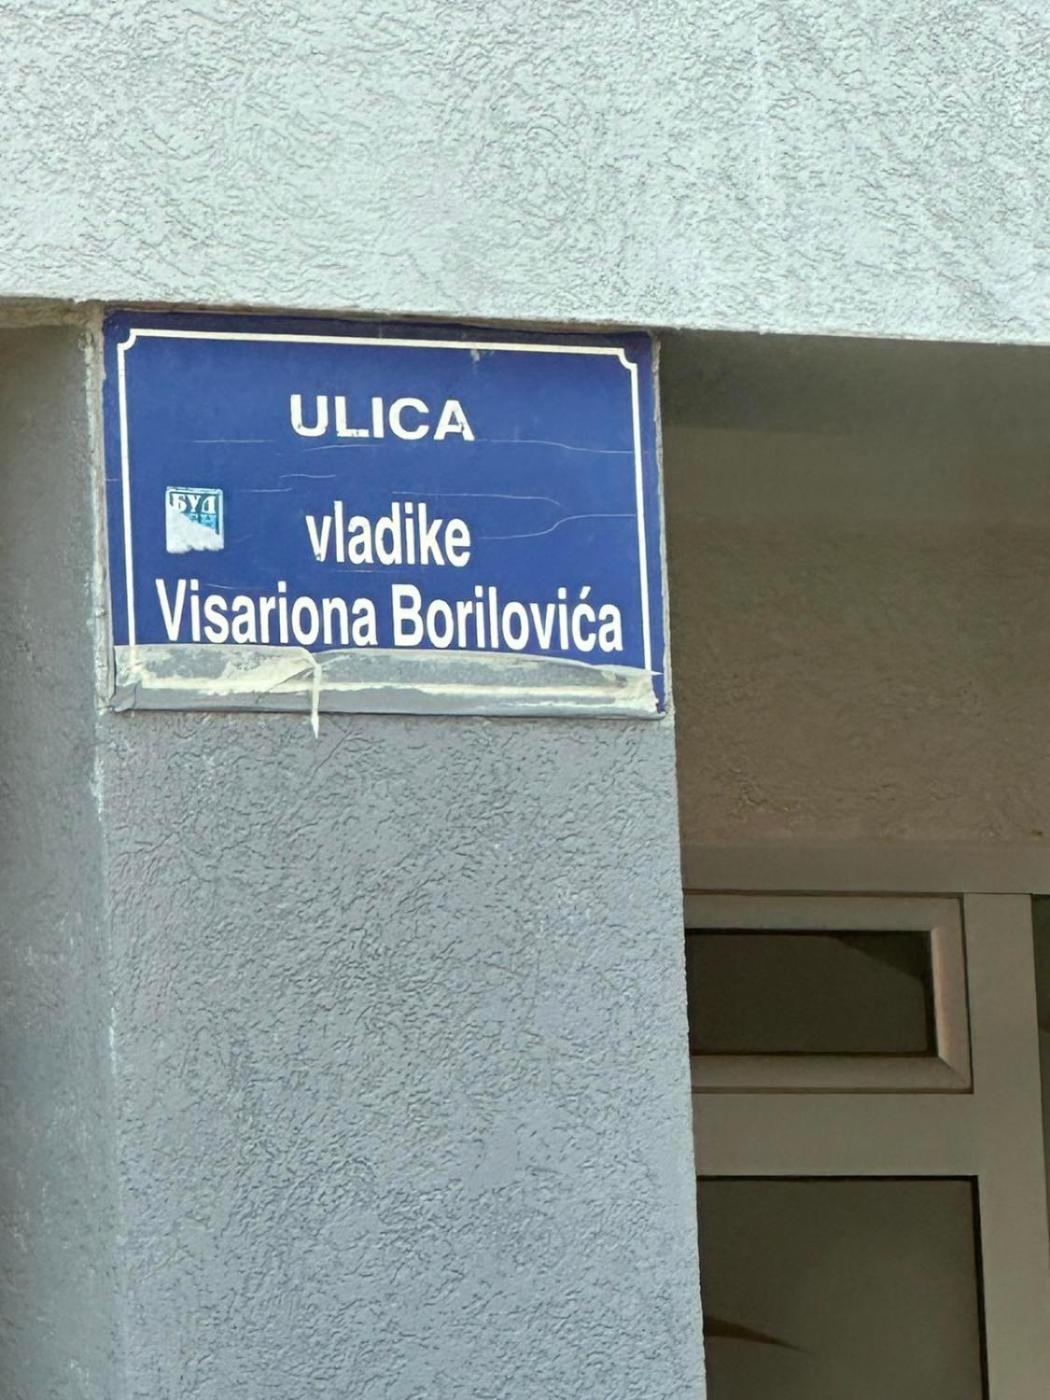 ULICA
БУД
vladike
Visariona Borilovića